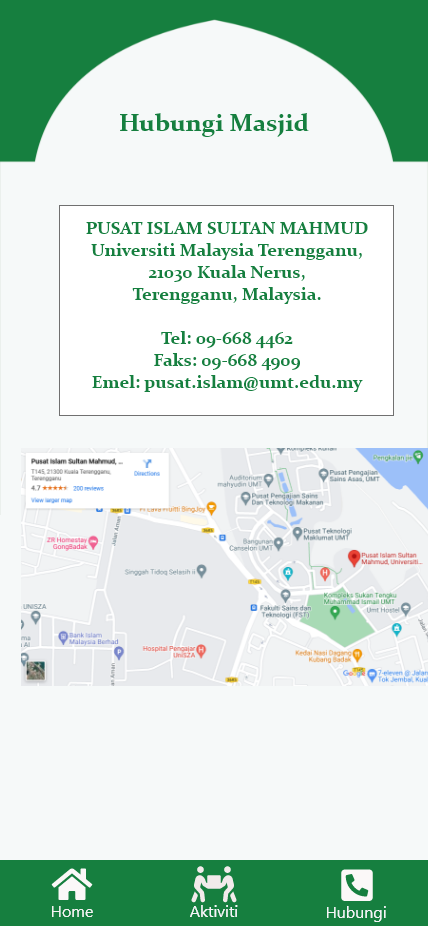 Hubungi Masjid
PUSAT ISLAM SULTAN MAHMUD
Universiti Malaysia Terengganu,
21030 Kuala Nerus,
Terengganu, Malaysia.
Tel: 09-668 4462
Faks: 09-668 4909
Emel: pusat.islam@umt.edu.my
Pusat Islam Sultan Mahmud, ...
T145, 21300 Kuala Terengganu,
Terengganu
Directions
4.7
200 reviews
View larger map
Auditorium
mahyudin UMT
Pusat Pengajian
Sains Asas, UMT
Pusat Pengajian Sains
Dan Teknologi Makanan
ZR Homestay
GongBadak
Jalan Aman
Bangunan
Canselori UMT
Pusat Teknologi
Maklumat UMT
Pusat Islam Sultan
Mahmud, Universiti...
Singgah Tidoq Selasih ii
Kompleks Sukan Tengku
Muhammad Ismail UMT
Fakulti Sains dan
Teknologi (FST)
UMT Hostel
UNISZA
Bank Islam
Malaysia Berhad
Hospital Pengajar
UniSZA
Kedai Nasi Dagang
Kubang Badak
Google
7-eleven @ Jalan
Tok Jembal, Kual
Home
Aktiviti
Hubungi